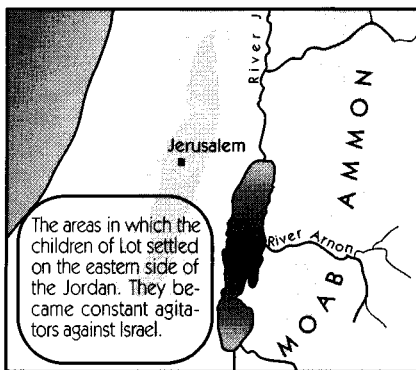 River J
AMMON
Jerusalem
River Arnon
MOAB
The areas in which the
children of Lot settled
on the eastern side of
the Jordan. They be-
came constant agita-
tors against Israel.